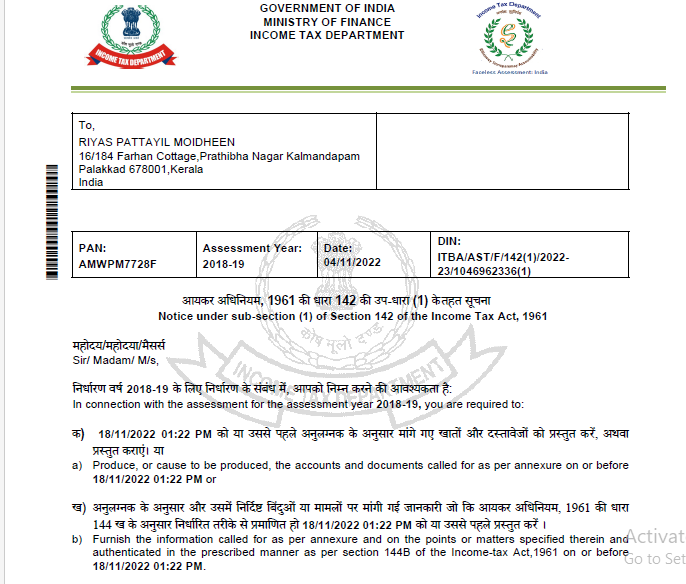 GOVERNMENT OF INDIA
MINISTRY OF FINANCE
INCOME TAX DEPARTMENT
INCOME TAX DEPARTMENT
Income Tax Department
Faceless Assessment: India
To,
RIYAS PATTAYIL MOIDHEEN
16/184 Farhan Cottage,Prathibha Nagar Kalmandapam
Palakkad 678001,Kerala
India
PAN:
AMWPM7728F
Assessment Year:
2018-19
Date:
04/11/2022
DIN:
ITBA/AST/F/142(1)/2022-
23/1046962336(1)
आयकर अधिनियम, 1961 की धारा 142 की उप-धारा (1) केतहत सूचना
Notice under sub-section (1) of Section 142 of the Income Tax Act, 1961
कोष मूलो दण्ड
INCOME TAX DEPARTMENT
महोदय/महोदया/मैसर्स
Sir/ Madam/ M/s,
निर्धारण वर्ष 2018-19 के लिए निर्धारण के संबंध में, आपको निम्न करने की आवश्यकता है:
In connection with the assessment for the assessment year 2018-19, you are required to:
क) 18/11/2022 01:22 PM को या उससे पहले अनुलग्नक के अनुसार मांगे गए खातों और दस्तावेजों को प्रस्तुत करें, अथवा
प्रस्तुत कराएं। या
a) Produce, or cause to be produced, the accounts and documents called for as per annexure on or before
18/11/2022 01:22 PM or
ख) अनुलग्नक के अनुसार और उसमें निर्दिष्ट बिंदुओं या मामलों पर मांगी गई जानकारी जो कि आयकर अधिनियम, 1961 की धारा
144 ख के अनुसार निर्धारित तरीके से प्रमाणित हो 18/11/2022 01:22 PM को या उससे पहले प्रस्तुत करें ।
b) Furnish the information called for as per annexure and on the points or matters specified therein and
authenticated in the prescribed manner as per section 144B of the Income-tax Act,1961 on or before
18/11/2022 01:22 PM.
Activat
Go to Set